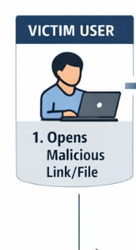 VICTIM USER
1. Opens
Malicious
Link/File